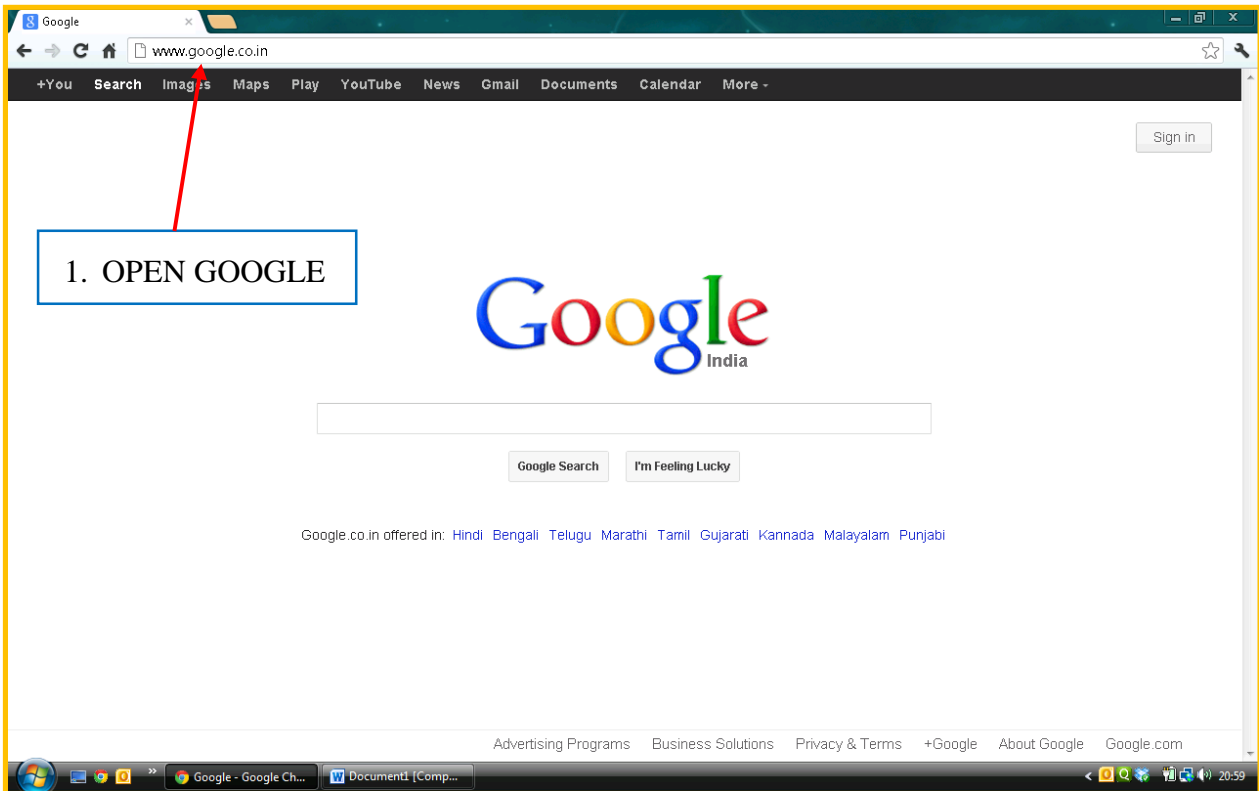 Google
www.google.co.in
+You Search Images Maps Play YouTube News Gmail Documents Calendar More
Sign in
1. OPEN GOOGLE
Google
India
Google Search I'm Feeling Lucky
Google.co.in offered in: Hindi Bengali Telugu Marathi Tamil Gujarati Kannada Malayalam Punjabi
Advertising Programs Business Solutions Privacy & Terms +Google About Google Google.com
Google - Google Ch... Document1 [Comp... 20:59